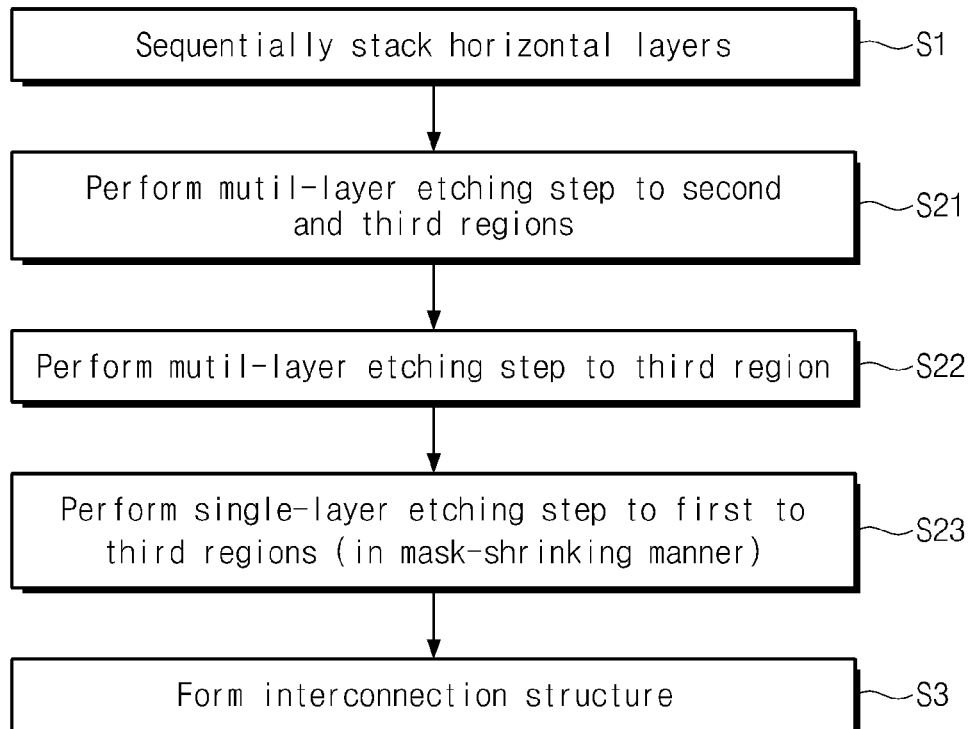 Sequentially stack horizontal layers
S1
Perform mutil-layer etching step to second
and third regions
S21
Perform mutil-layer etching step to third region
S22
Perform single-layer etching step to first to
third regions (in mask-shrinking manner)
S23
Form interconnection structure
S3